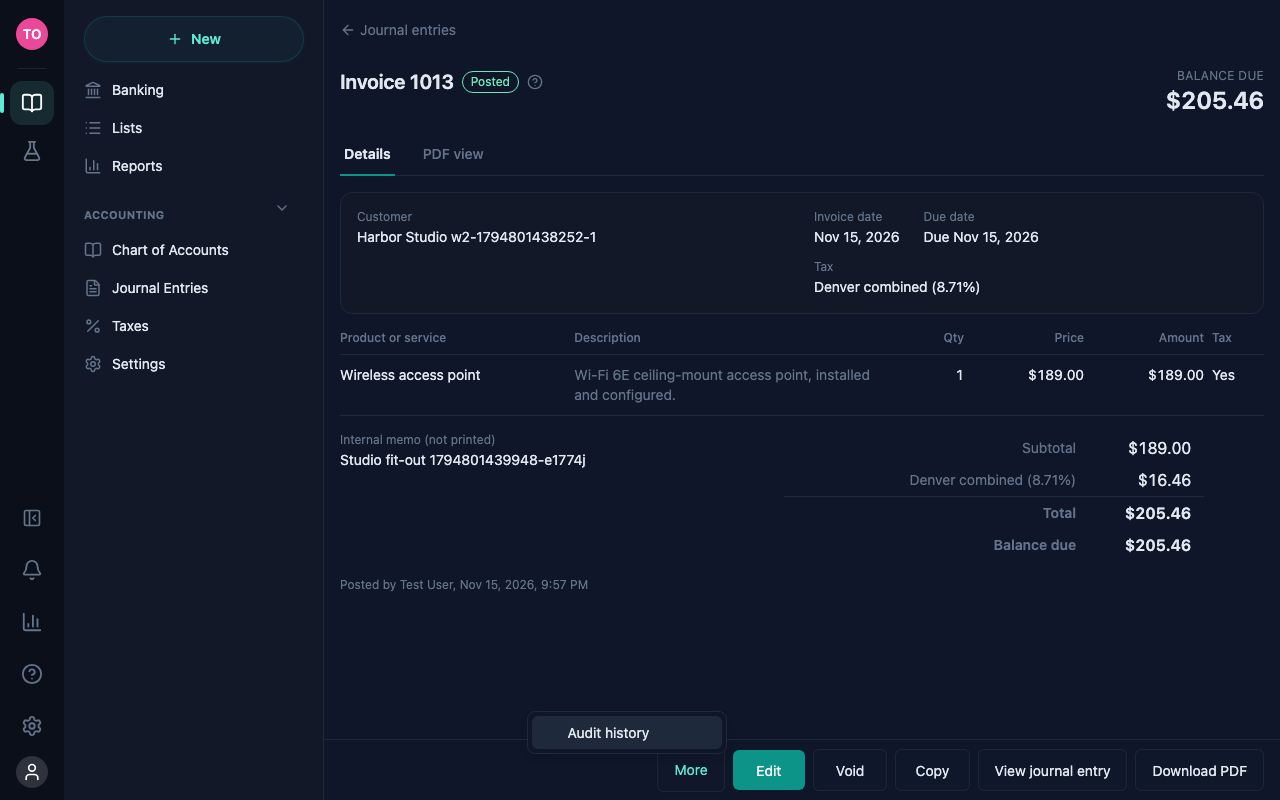 TO
New
Banking
Lists
Reports
ACCOUNTING
Chart of Accounts
Journal Entries
Taxes
Settings
Journal entries
Invoice 1013
Posted
BALANCE DUE
$205.46
Details
PDF view
Customer
Harbor Studio w2-1794801438252-1
Invoice date
Nov 15, 2026
Due date
Due Nov 15, 2026
Tax
Denver combined (8.71%)
Product or service Description Qty Price Amount Tax
Wireless access point Wi-Fi 6E ceiling-mount access point, installed 1 $189.00 $189.00 Yes
and configured.
Internal memo (not printed)
Studio fit-out 1794801439948-e1774j
Subtotal $189.00
Denver combined (8.71%) $16.46
Total $205.46
Balance due $205.46
Posted by Test User, Nov 15, 2026, 9:57 PM
Audit history
More
Edit
Void
Copy
View journal entry
Download PDF